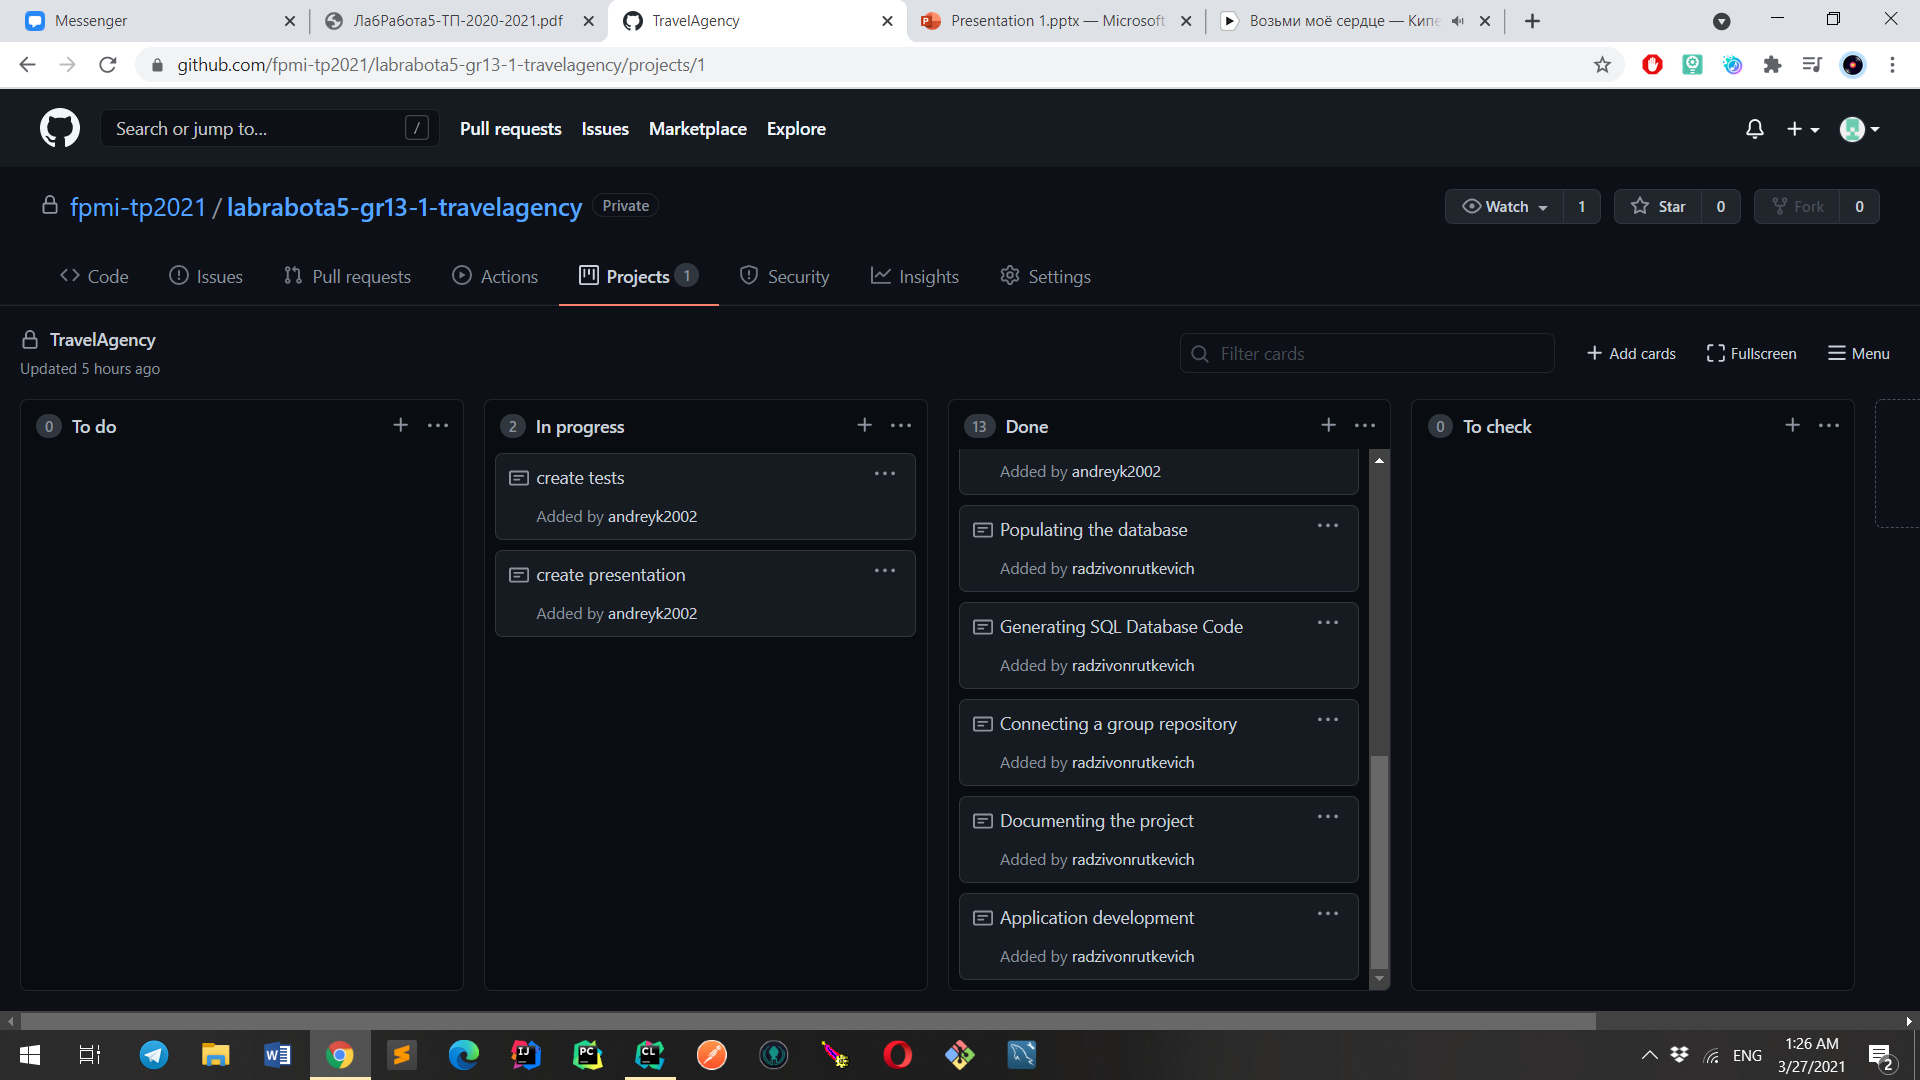 Messenger
Ла6Работа5-ТП-2020-2021.pdf
TravelAgency
Presentation 1.pptx — Microsoft
Возьми моё сердце — Кипе
github.com/fpmi-tp2021/labrabota5-gr13-1-travelagency/projects/1
Search or jump to...
/
Pull requests
Issues
Marketplace
Explore
fpmi-tp2021 / labrabota5-gr13-1-travelagency
Private
Watch 1
Star 0
Fork 0
Code
Issues
Pull requests
Actions
Projects 1
Security
Insights
Settings
TravelAgency
Updated 5 hours ago
Filter cards
Add cards
Fullscreen
Menu
0 To do
2 In progress
create tests
Added by andreyk2002
create presentation
Added by andreyk2002
13 Done
Added by andreyk2002
Populating the database
Added by radzivonrutkevich
Generating SQL Database Code
Added by radzivonrutkevich
Connecting a group repository
Added by radzivonrutkevich
Documenting the project
Added by radzivonrutkevich
Application development
Added by radzivonrutkevich
0 To check
ENG
1:26 AM
3/27/2021
2